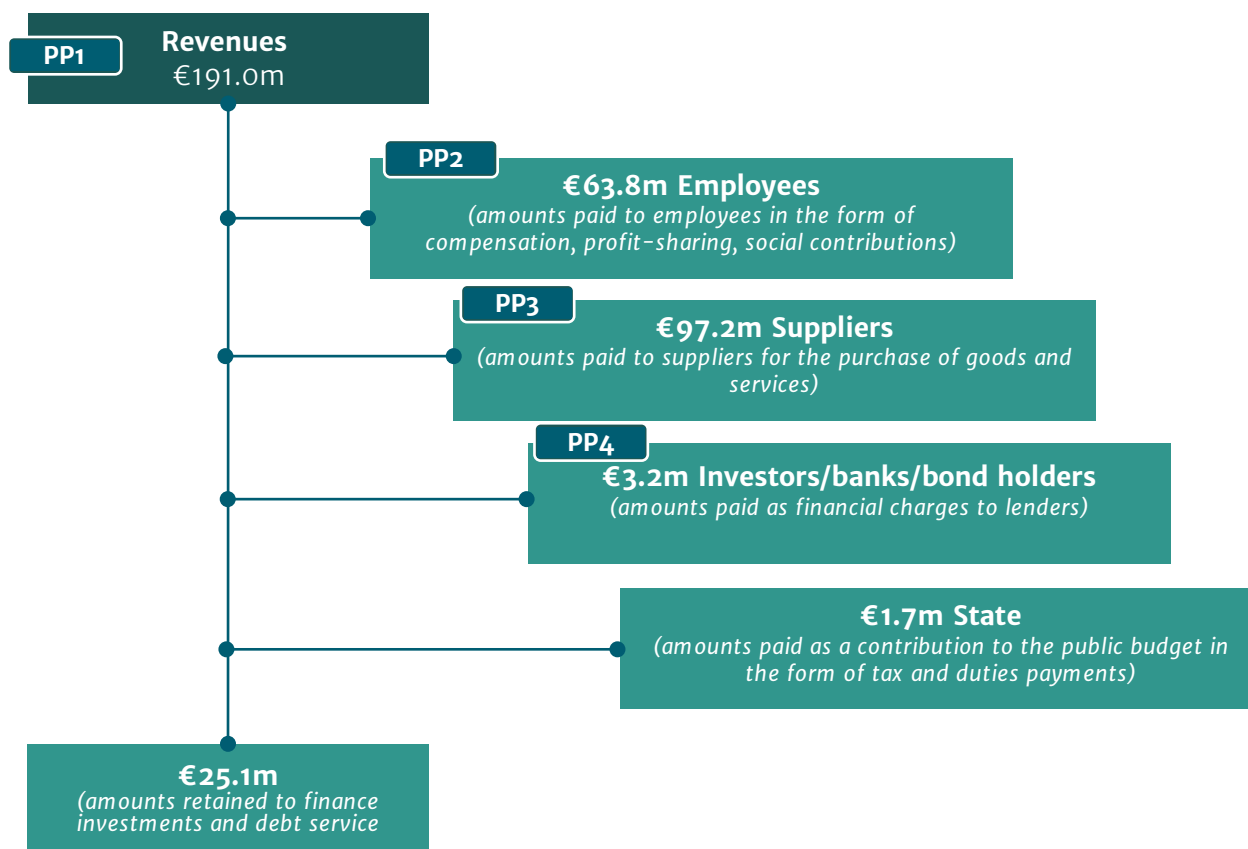 PP1
Revenues
€191.0m
PP2
€63.8m Employees
(amounts paid to employees in the form of
compensation, profit-sharing, social contributions)
PP3
€97.2m Suppliers
(amounts paid to suppliers for the purchase of goods and
services)
PP4
€3.2m Investors/banks/bond holders
(amounts paid as financial charges to lenders)
€1.7m State
(amounts paid as a contribution to the public budget in
the form of tax and duties payments)
€25.1m
(amounts retained to finance
investments and debt service